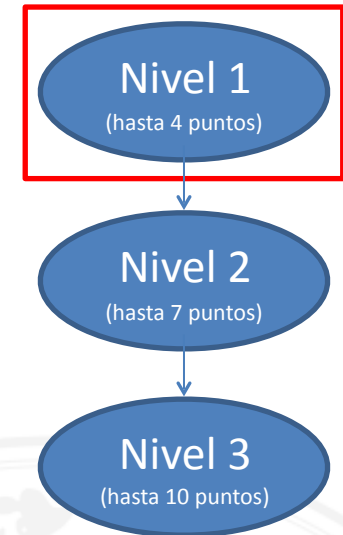 Nivel 1
(hasta 4 puntos)
Nivel 2
(hasta 7 puntos)
Nivel 3
(hasta 10 puntos)